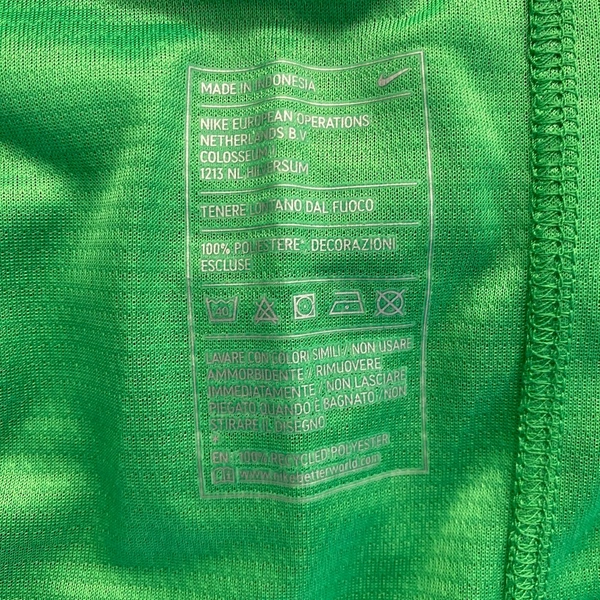 MADE IN INDONESIA
NIKE EUROPEAN OPERATIONS
NETHERLANDS B.V.
COLOSSEUM 1
1213 NL HILVERSUM
TENERE LONTANO DAL FUOCO
100% POLIESTERE*, DECORAZIONI
ESCLUSE
LAVARE CON COLORI SIMILI / NON USARE
AMMORBIDENTE / RIMUOVERE
IMMEDIATAMENTE / NON LASCIARE
PIEGATO QUANDO È BAGNATO / NON
STIRARE IL DISEGNO
*
EN: 100% RECYCLED POLYESTER
www.nikebetterworld.com